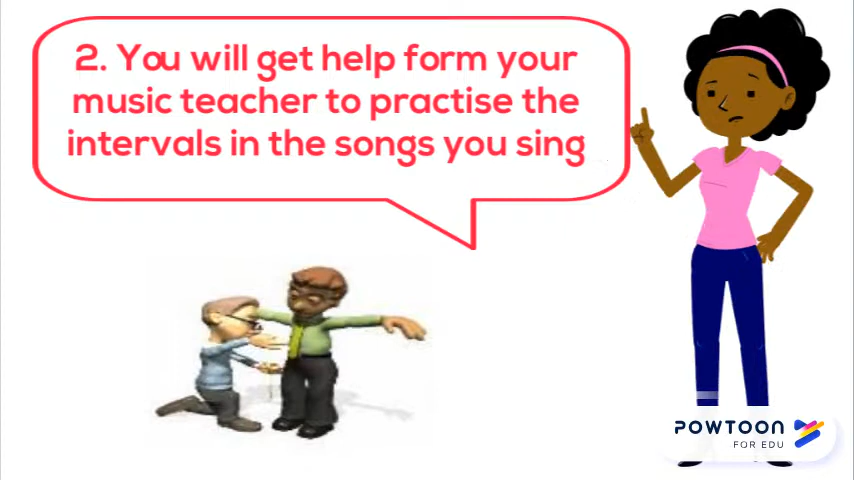 2. You will get help form your
music teacher to practise the
intervals in the songs you sing
POWTOON
FOR EDU